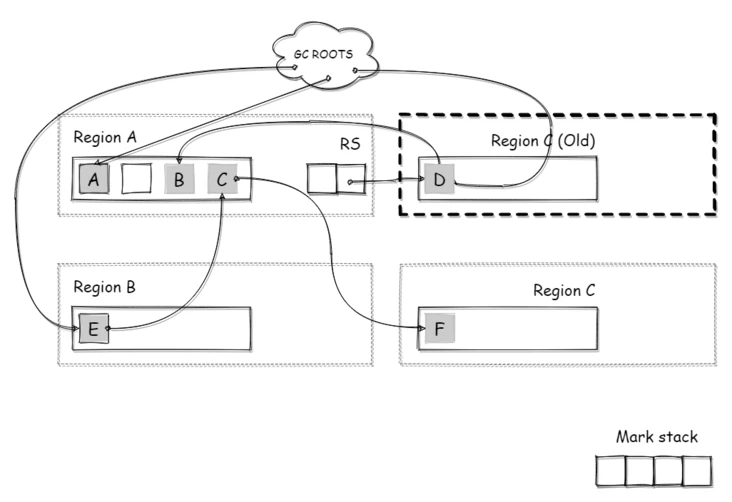 GC ROOTS
Region A
RS
Region C (Old)
A
B
C
D
Region B
Region C
E
F
Mark stack